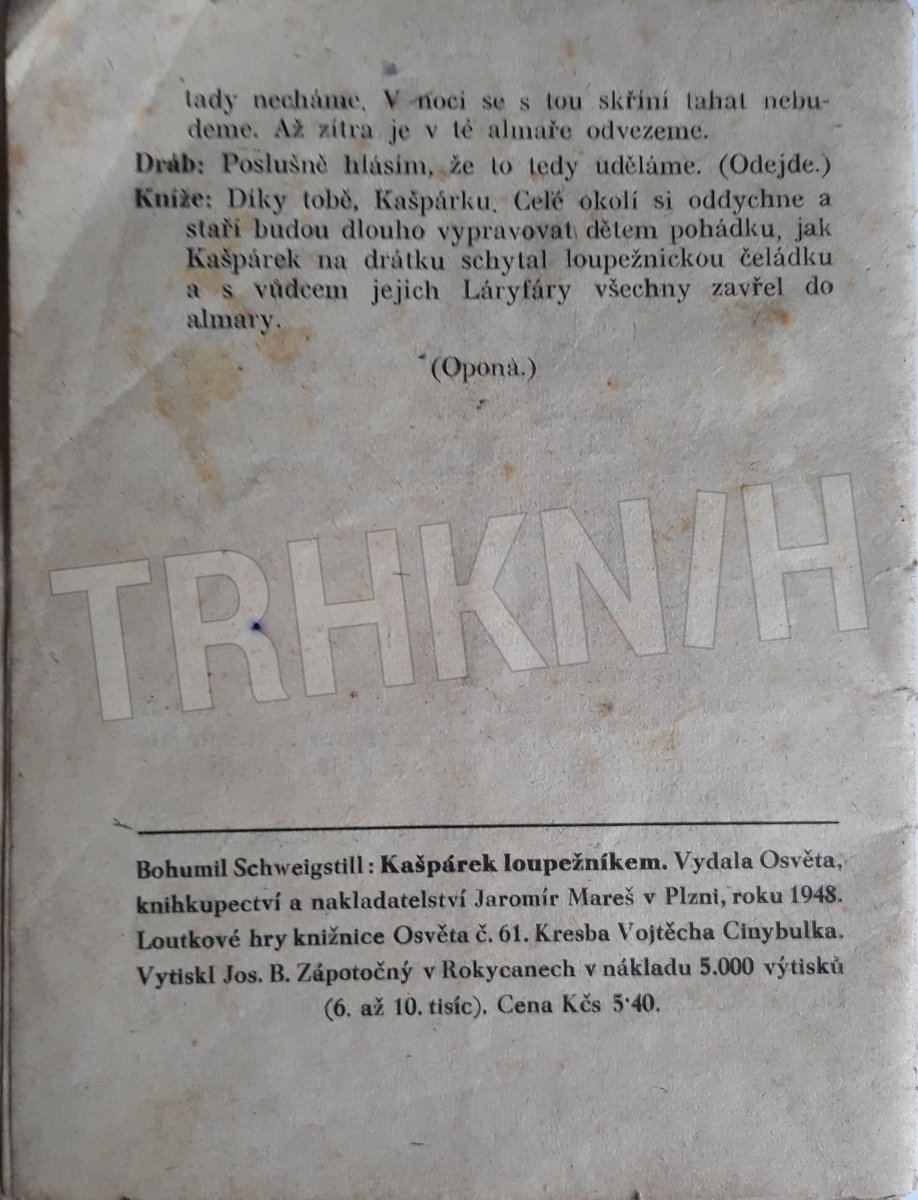 tady necháme. V noci se s tou skříní tahat nebu-
deme. Až zítra je v té almaře odvezeme.
Dráb: Poslušně hlásím, že to tedy uděláme. (Odejde.)
Kníže: Díky tobě, Kašpárku. Celé okolí si oddychne a
staří budou dlouho vypravovat dětem pohádku, jak
Kašpárek na drátku schytal loupežnickou čeládku
a s vůdcem jejich Láryfáry všechny zavřel do
almary.
(Opona.)
TRHKNIH
Bohumil Schweigstill: Kašpárek loupežníkem. Vydala Osvěta,
knihkupectví a nakladatelství Jaromír Mareš v Plzni, roku 1948.
Loutkové hry knižnice Osvěta č. 61. Kresba Vojtěcha Cinybulka.
Vytiskl Jos. B. Zápotočný v Rokycanech v nákladu 5.000 výtisků
(6. až 10. tisíc). Cena Kčs 5·40.